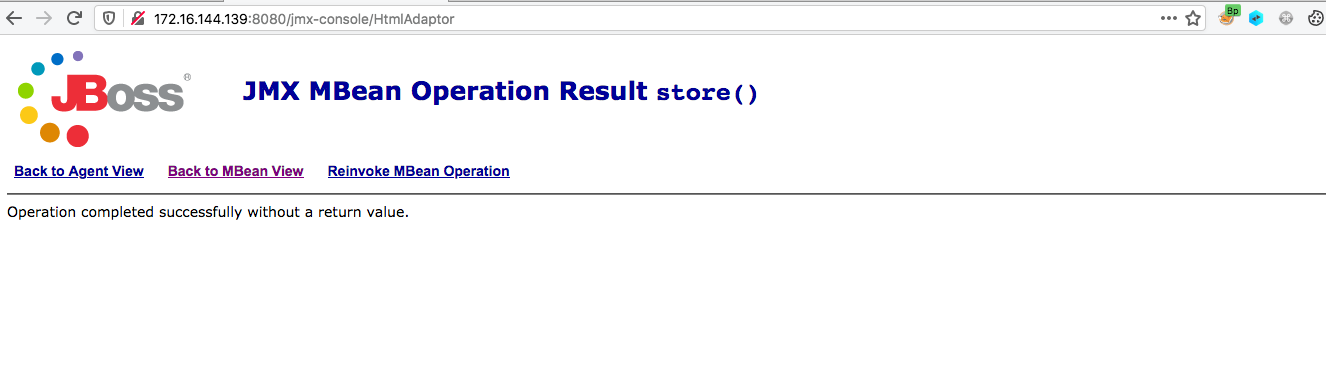 172.16.144.139:8080/jmx-console/HtmlAdaptor
Bp
JBoss®
JMX MBean Operation Result store()
Back to Agent View Back to MBean View Reinvoke MBean Operation
Operation completed successfully without a return value.